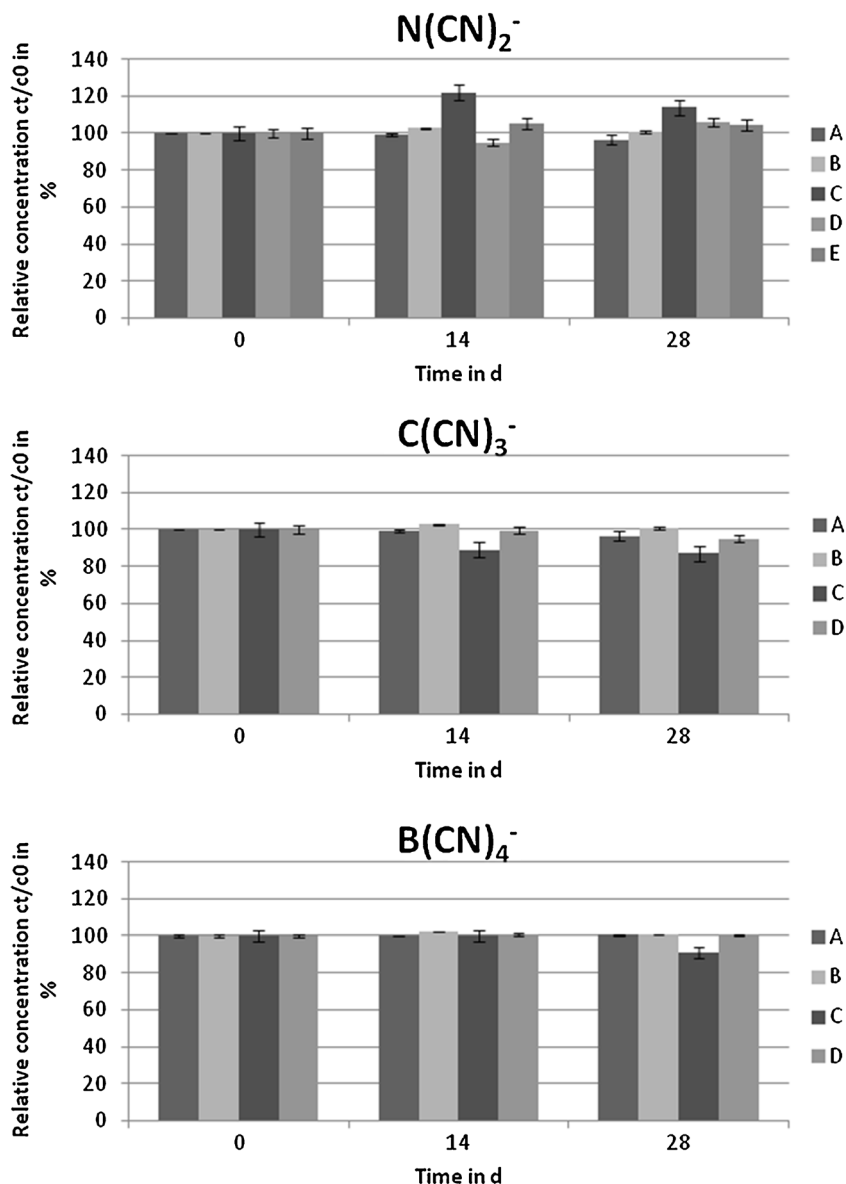 N(CN)₂⁻
Relative concentration ct/c0 in
%
140
120
100
80
60
40
20
0
0
14
28
Time in d
A
B
C
D
E
C(CN)₃⁻
Relative concentration ct/c0 in
%
140
120
100
80
60
40
20
0
0
14
28
Time in d
A
B
C
D
B(CN)₄⁻
Relative concentration ct/c0 in
%
140
120
100
80
60
40
20
0
0
14
28
Time in d
A
B
C
D